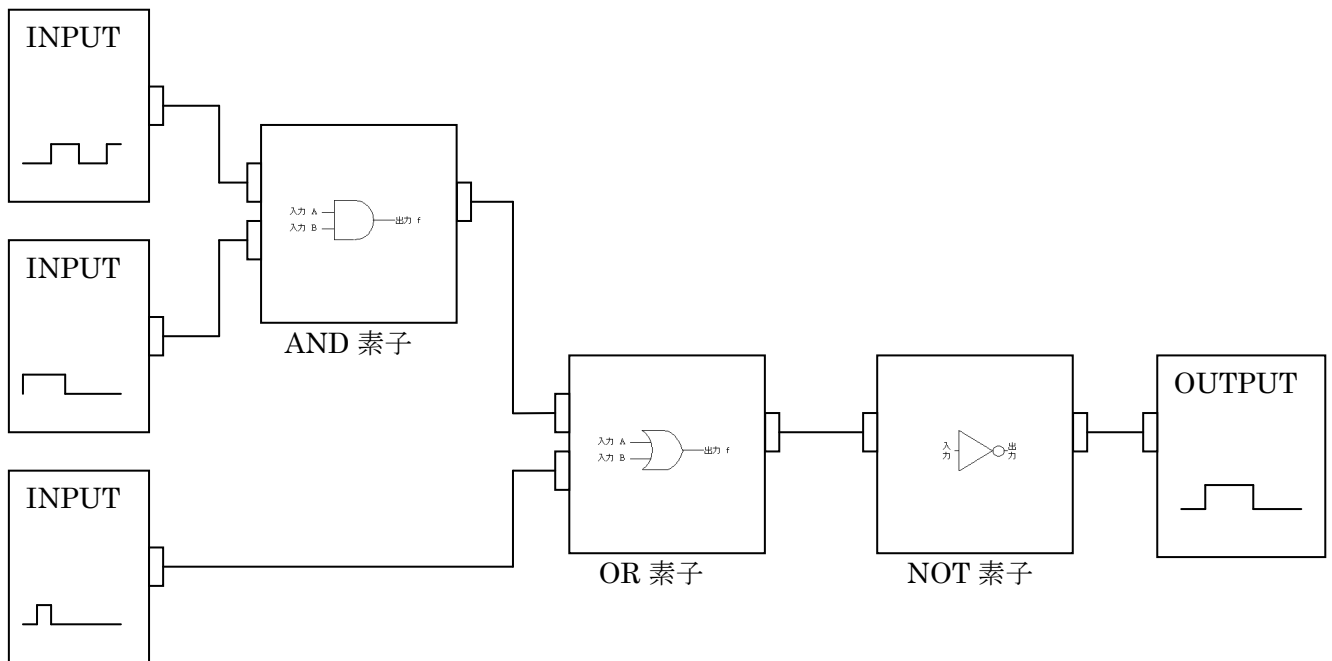 INPUT
入力 A
入力 B
出力 f
AND 素子
INPUT
INPUT
入力 A
入力 B
出力 f
OR 素子
入力
出力
NOT 素子
OUTPUT